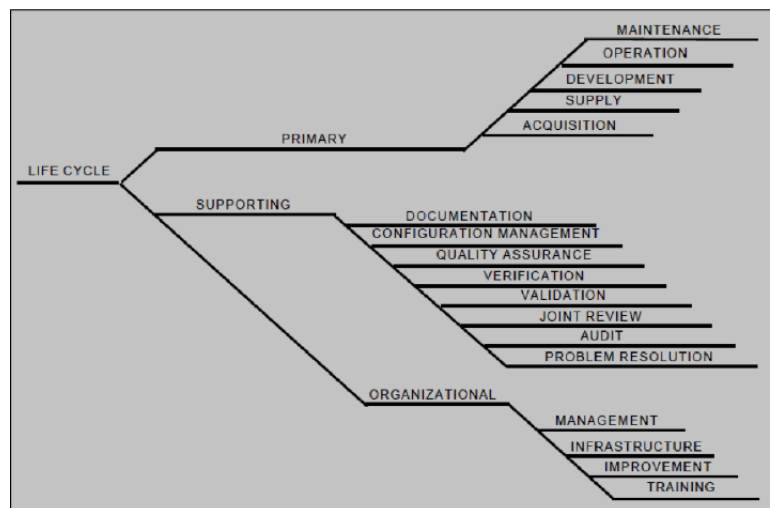 MAINTENANCE
OPERATION
DEVELOPMENT
SUPPLY
ACQUISITION
PRIMARY
LIFE CYCLE
SUPPORTING
DOCUMENTATION
CONFIGURATION MANAGEMENT
QUALITY ASSURANCE
VERIFICATION
VALIDATION
JOINT REVIEW
AUDIT
PROBLEM RESOLUTION
ORGANIZATIONAL
MANAGEMENT
INFRASTRUCTURE
IMPROVEMENT
TRAINING